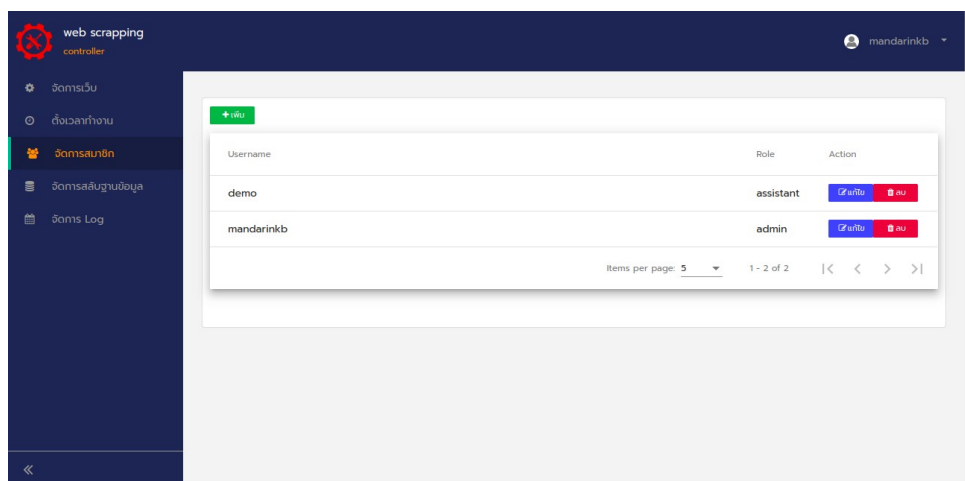 web scrapping
controller
mandarinkb
จัดการเว็บ
ตั้งเวลาทำงาน
จัดการสมาชิก
จัดการสลับฐานข้อมูล
จัดการ Log
เพิ่ม
Username Role Action
demo assistant แก้ไข ลบ
mandarinkb admin แก้ไข ลบ
Items per page: 5 1 - 2 of 2